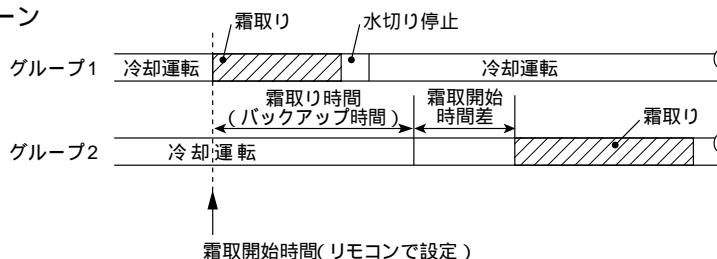 ーン
霜取り
水切り停止
グループ1
冷却運転
冷却運転
霜取り時間
(バックアップ時間)
霜取開始
時間差
霜取り
グループ2
冷却運転
霜取開始時間(リモコンで設定)